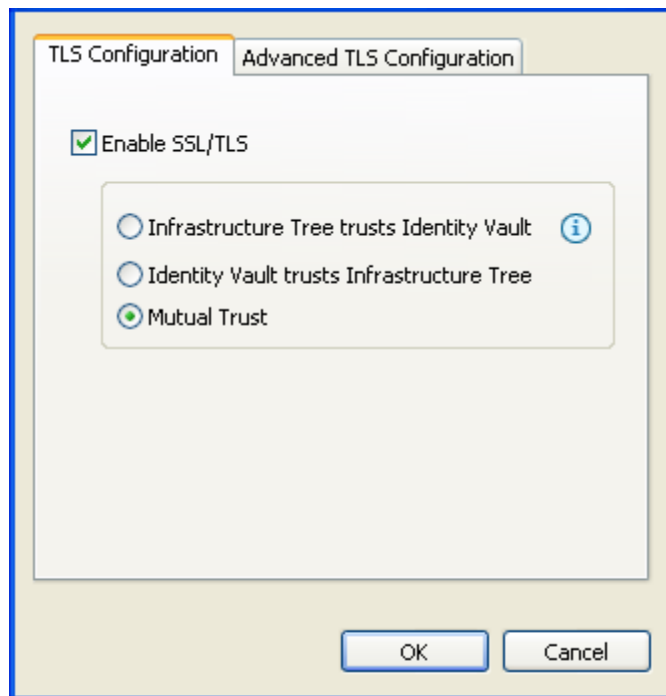 TLS Configuration Advanced TLS Configuration
Enable SSL/TLS
Infrastructure Tree trusts Identity Vault
Identity Vault trusts Infrastructure Tree
Mutual Trust
OK Cancel